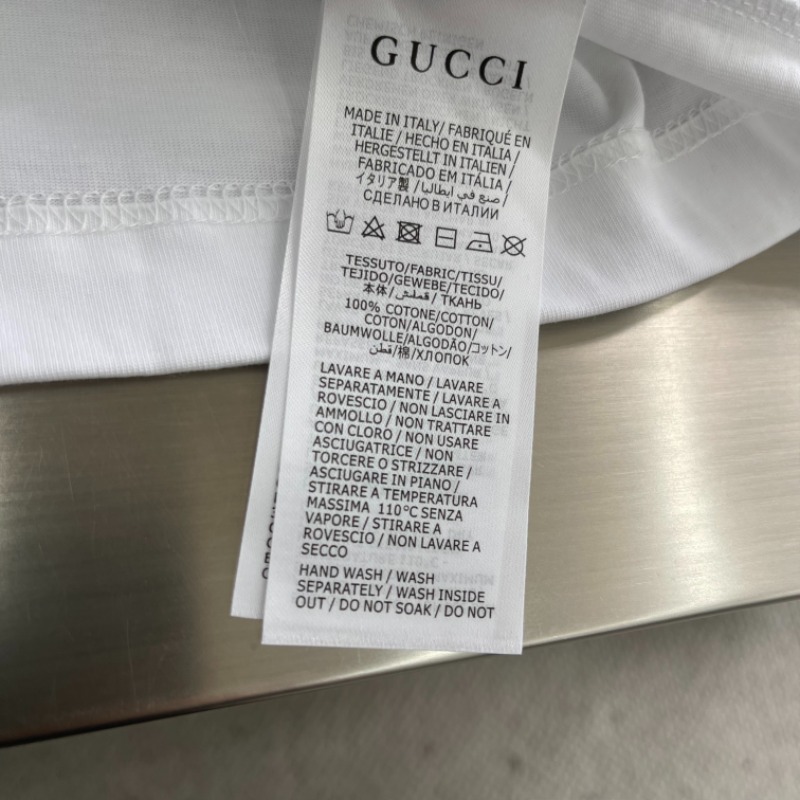 GUCCI
MADE IN ITALY/ FABRIQUÉ EN
ITALIE / HECHO EN ITALIA /
HERGESTELLT IN ITALIEN /
FABRICADO EM ITÁLIA /
イタリア製 / صنع في ايطاليا /
СДЕЛАНО В ИТАЛИИ
TESSUTO/FABRIC/TISSU/
TEJIDO/GEWEBE/TECIDO/
本体/ قماش / ТКАНЬ
100% COTONE/COTTON/
COTON/ALGODON/
BAUMWOLLE/ALGODÃO/コットン/
قطن/棉/ХЛОПОК
LAVARE A MANO / LAVARE
SEPARATAMENTE / LAVARE A
ROVESCIO / NON LASCIARE IN
AMMOLLO / NON TRATTARE
CON CLORO / NON USARE
ASCIUGATRICE / NON
TORCERE O STRIZZARE /
ASCIUGARE IN PIANO /
STIRARE A TEMPERATURA
MASSIMA 110°C SENZA
VAPORE / STIRARE A
ROVESCIO / NON LAVARE A
SECCO
HAND WASH / WASH
SEPARATELY / WASH INSIDE
OUT / DO NOT SOAK / DO NOT